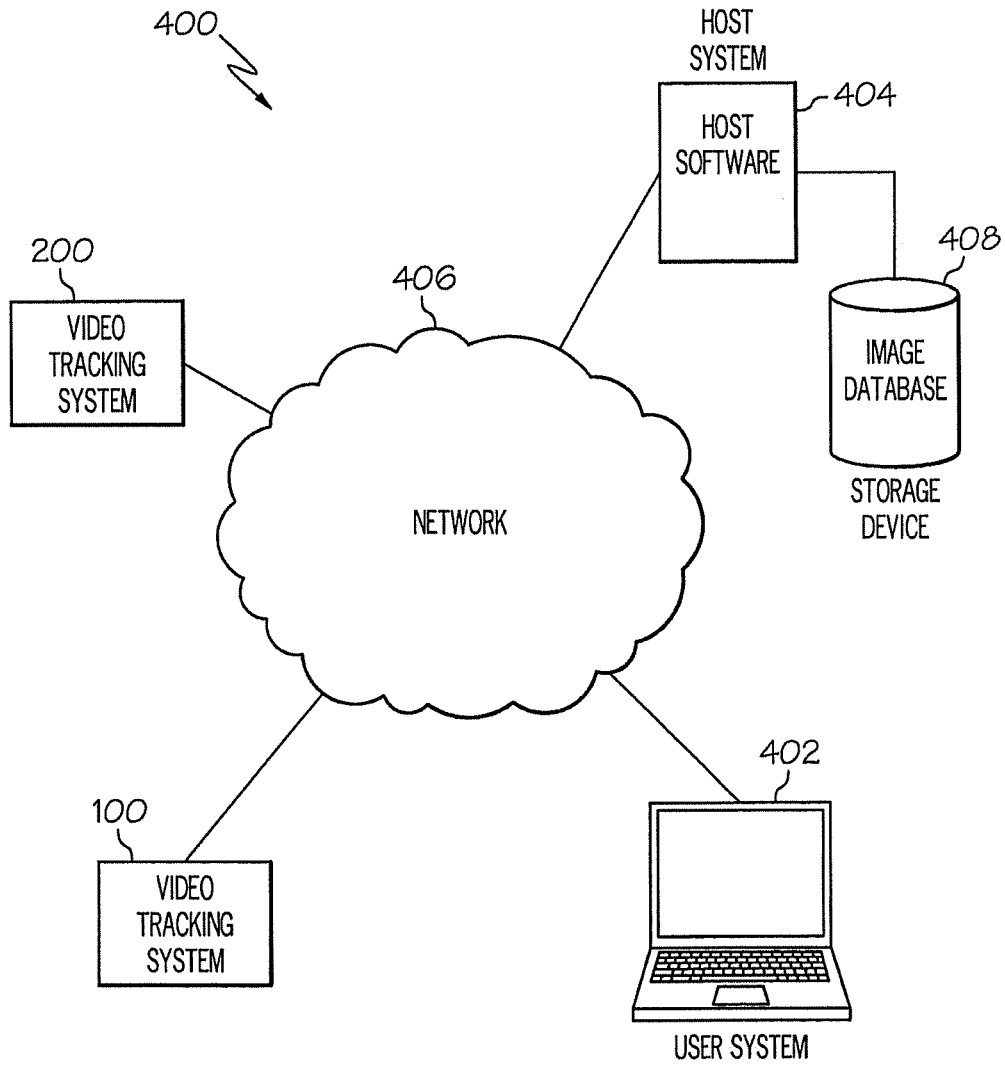 400
HOST
SYSTEM
404
HOST
SOFTWARE
408
IMAGE
DATABASE
STORAGE
DEVICE
200
VIDEO
TRACKING
SYSTEM
406
NETWORK
402
USER SYSTEM
100
VIDEO
TRACKING
SYSTEM